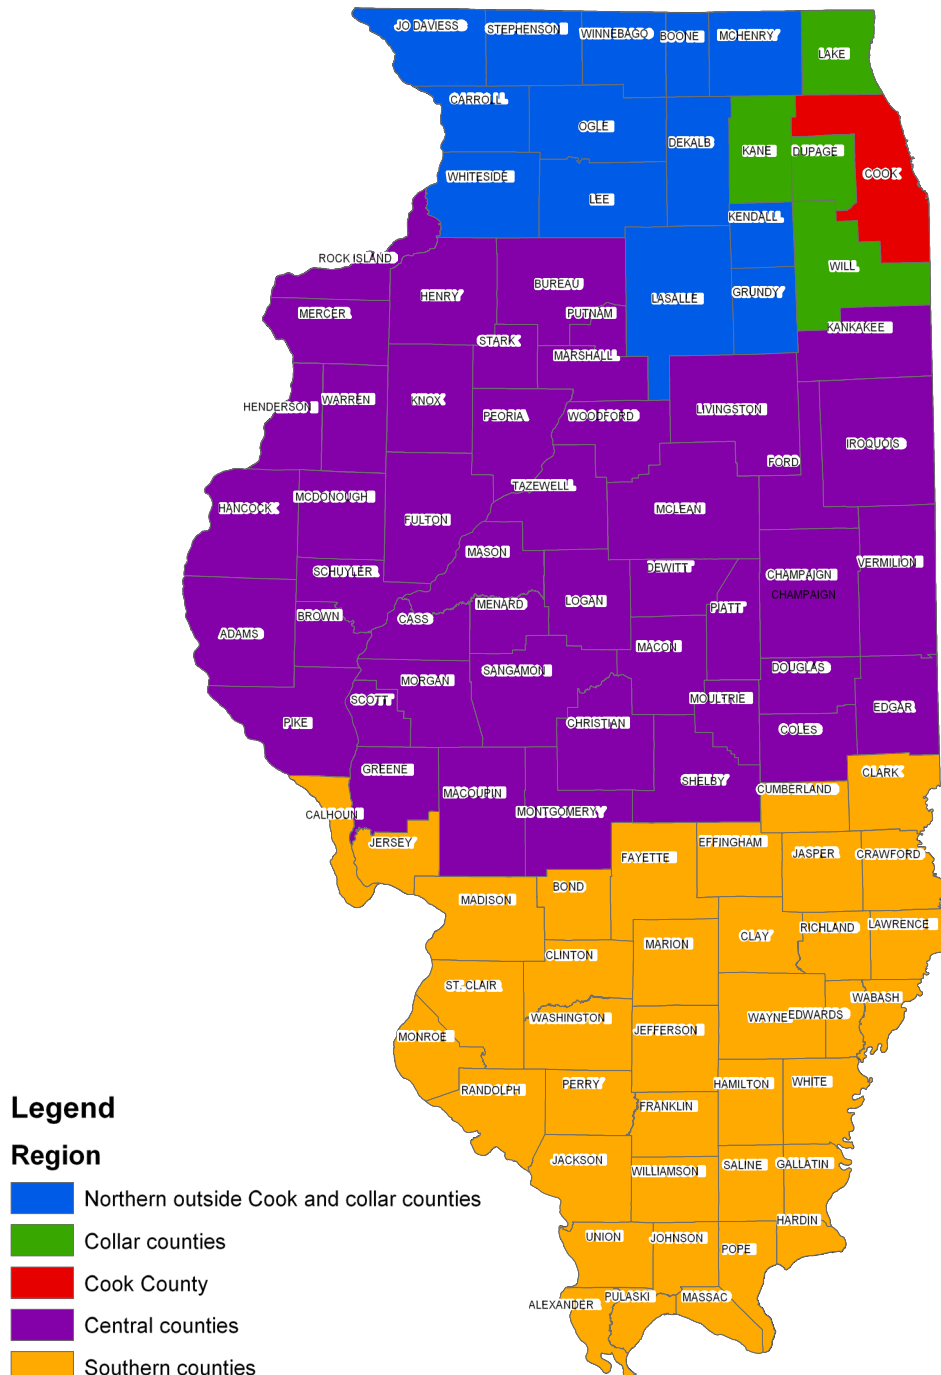 JO DAVIESS
STEPHENSON
WINNEBAGO
BOONE
MCHENRY
LAKE
CARROLL
OGLE
DEKALB
KANE
DUPAGE
COOK
WHITESIDE
LEE
KENDALL
ROCK ISLAND
HENRY
BUREAU
LASALLE
GRUNDY
WILL
MERCER
PUTNAM
KANKAKEE
STARK
MARSHALL
HENDERSON
WARREN
KNOX
PEORIA
WOODFORD
LIVINGSTON
FORD
IROQUOIS
HANCOCK
MCDONOUGH
FULTON
TAZEWELL
MCLEAN
MASON
SCHUYLER
DEWITT
CHAMPAIGN
VERMILION
CHAMPAIGN
ADAMS
BROWN
CASS
MENARD
LOGAN
PIATT
MACON
DOUGLAS
SANGAMON
MORGAN
SCOTT
MOULTRIE
EDGAR
PIKE
CHRISTIAN
COLES
GREENE
MACOUPIN
MONTGOMERY
SHELBY
CUMBERLAND
CLARK
CALHOUN
JERSEY
FAYETTE
EFFINGHAM
JASPER
CRAWFORD
MADISON
BOND
CLINTON
MARION
CLAY
RICHLAND
LAWRENCE
ST. CLAIR
WASHINGTON
JEFFERSON
WAYNE
EDWARDS
WABASH
MONROE
RANDOLPH
PERRY
FRANKLIN
HAMILTON
WHITE
JACKSON
WILLIAMSON
SALINE
GALLATIN
HARDIN
UNION
JOHNSON
POPE
ALEXANDER
PULASKI
MASSAC
Legend
Region
Northern outside Cook and collar counties
Collar counties
Cook County
Central counties
Southern counties